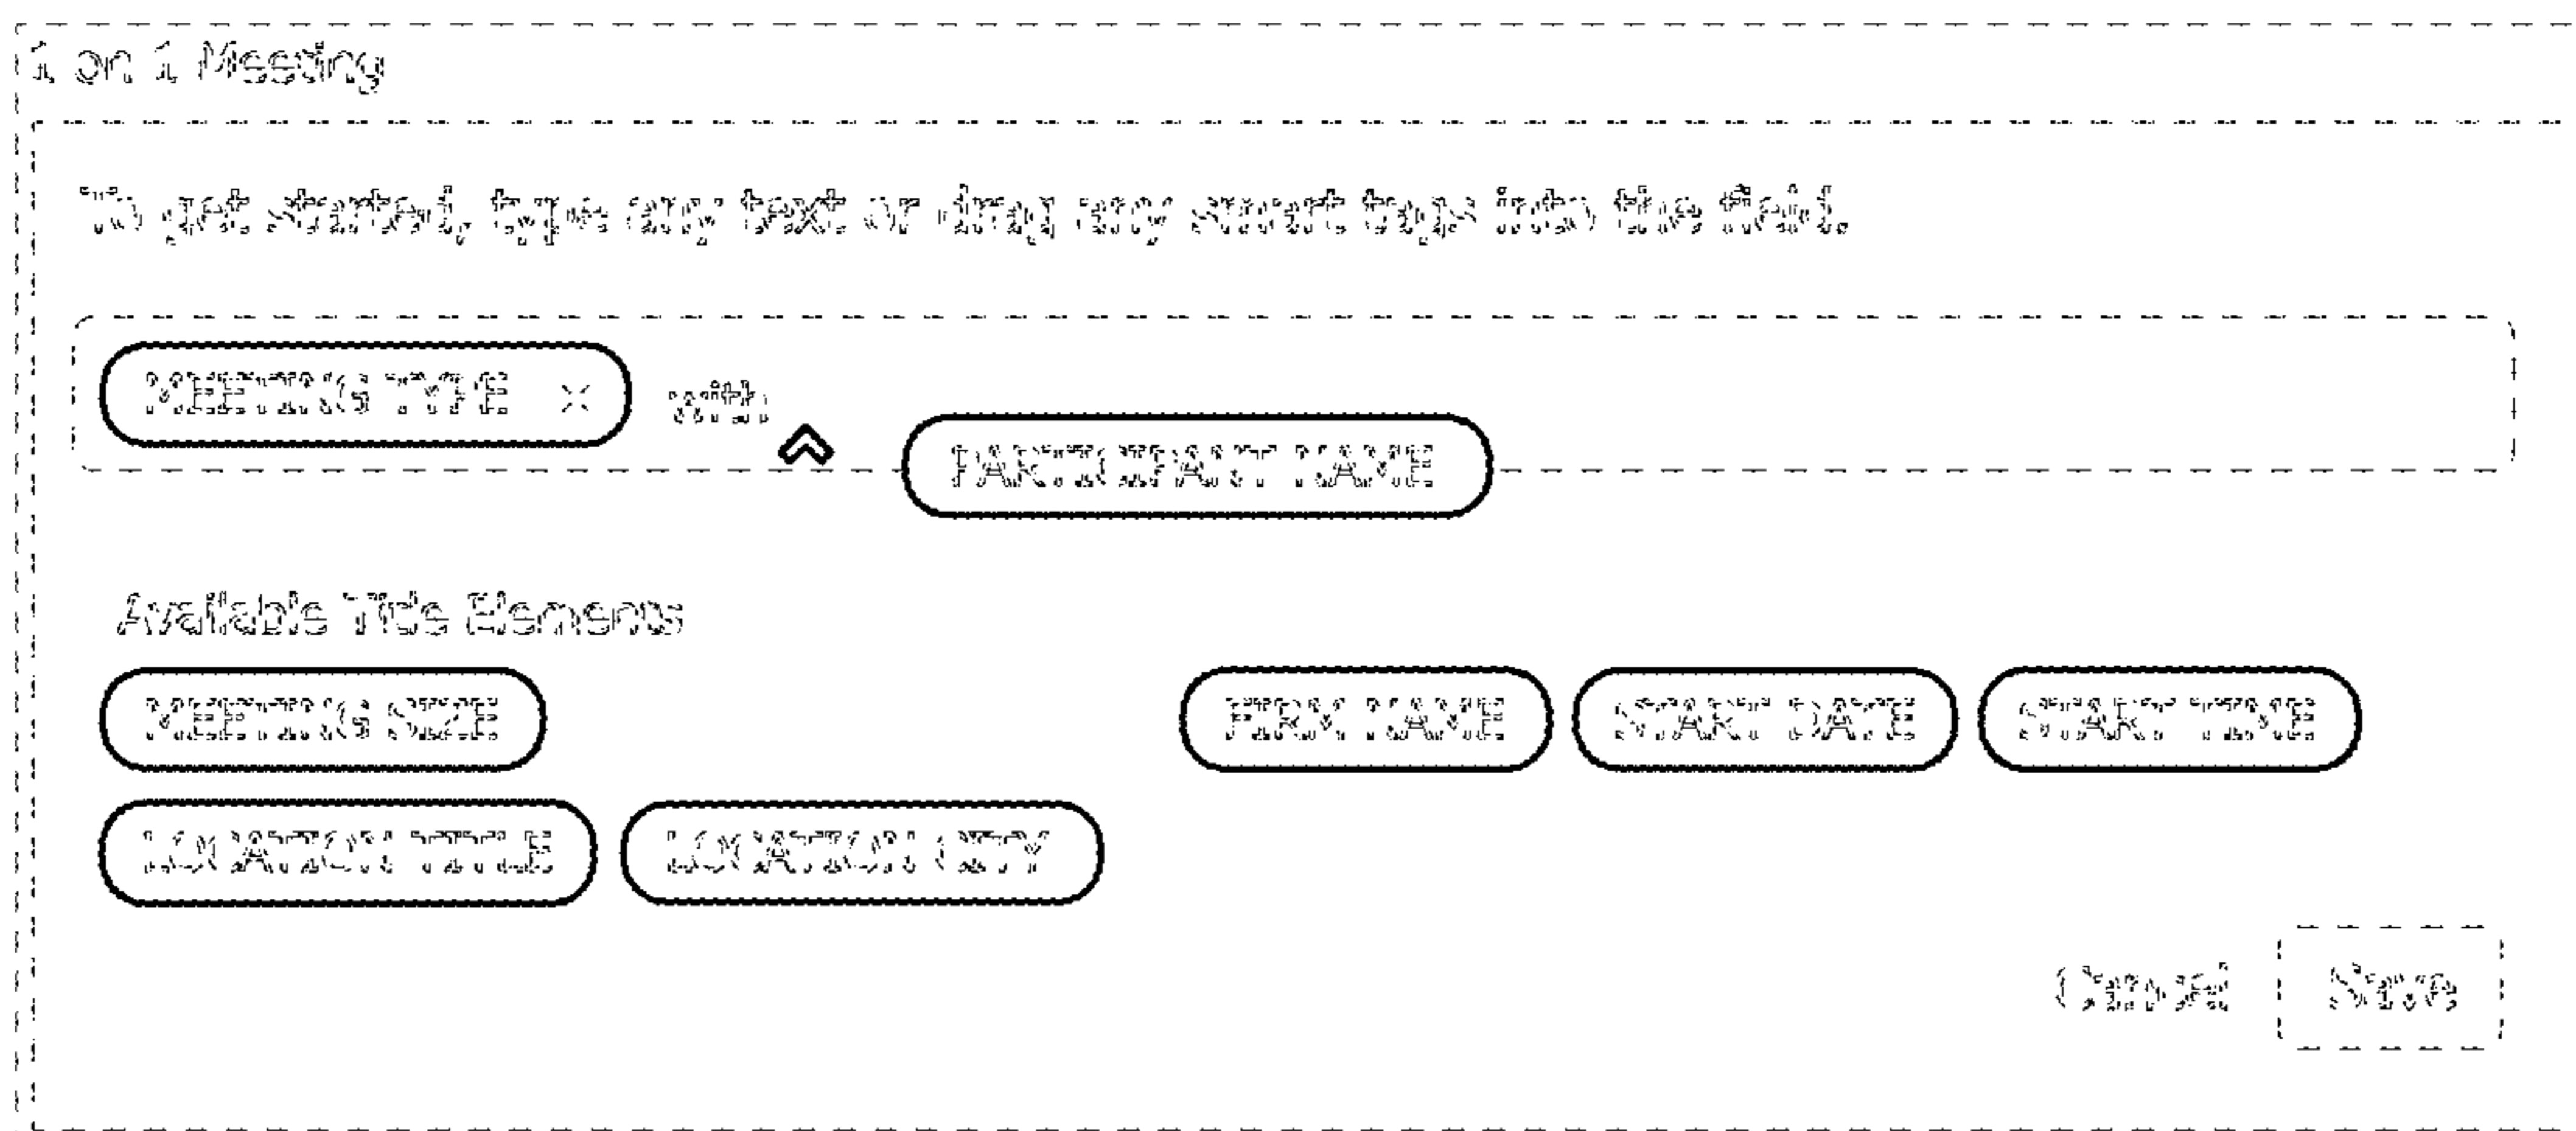 1 on 1 Meeting
To get started, type any text or drag any smart tags into the field.
MEETING TYPE × with
PARTICIPANT NAME
Available Title Elements
MEETING SIZE FIRM NAME START DATE START TIME
LOCATION TITLE LOCATION CITY
Cancel Save